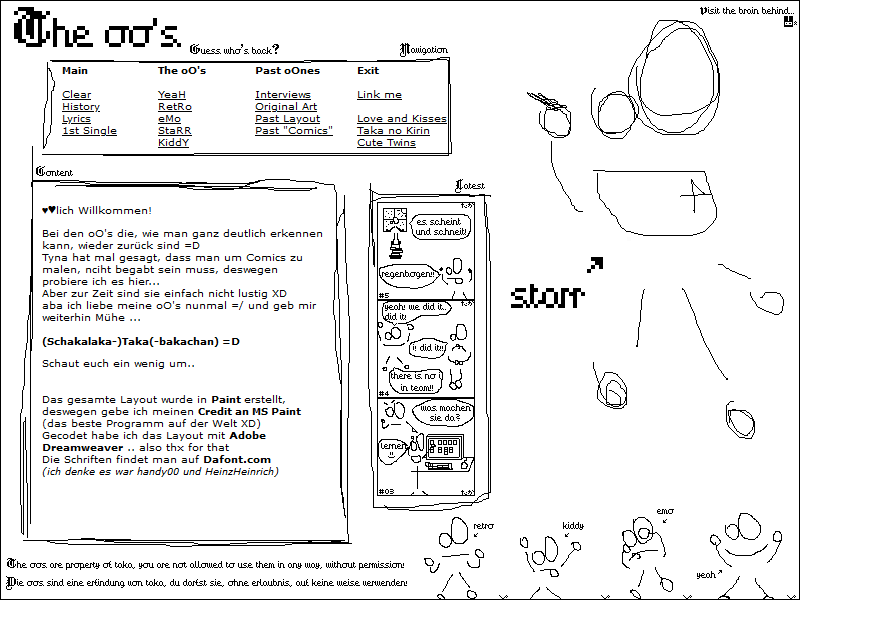 Visit the brain behind...
The oO's.
Guess who's back?
Navigation
Main The oO's Past oOnes Exit
Clear YeaH Interviews Link me
History RetRo Original Art
Lyrics eMo Past Layout Love and Kisses
1st Single StaRR Past "Comics" Taka no Kirin
KiddY Cute Twins
Content
♥♥lich Willkommen!
Bei den oO's die, wie man ganz deutlich erkennen
kann, wieder zurück sind =D
Tyna hat mal gesagt, dass man um Comics zu
malen, nciht begabt sein muss, deswegen
probiere ich es hier...
Aber zur Zeit sind sie einfach nicht lustig XD
aba ich liebe meine oO's nunmal =/ und geb mir
weiterhin Mühe ...
(Schakalaka-)Taka(-bakachan) =D
Schaut euch ein wenig um..
Das gesamte Layout wurde in Paint erstellt,
deswegen gebe ich meinen Credit an MS Paint
(das beste Programm auf der Welt XD)
Gecodet habe ich das Layout mit Adobe
Dreamweaver .. also thx for that
Die Schriften findet man auf Dafont.com
(ich denke es war handy00 und HeinzHeinrich)
Latest
es scheint
und schneit!
regenbogen!!
#5
yeah! we did it..
did it!
i! did it!!
there is no i
in team!!
#4
was machen
sie da?
lernen
!!
#03
starr
retro
kiddy
emo
yeah
The oos are property of taka, you are not allowed to use them in any way, without permission!
Die oos sind eine erfindung von taka, du darfst sie, ohne erlaubnis, auf keine weise verwenden!